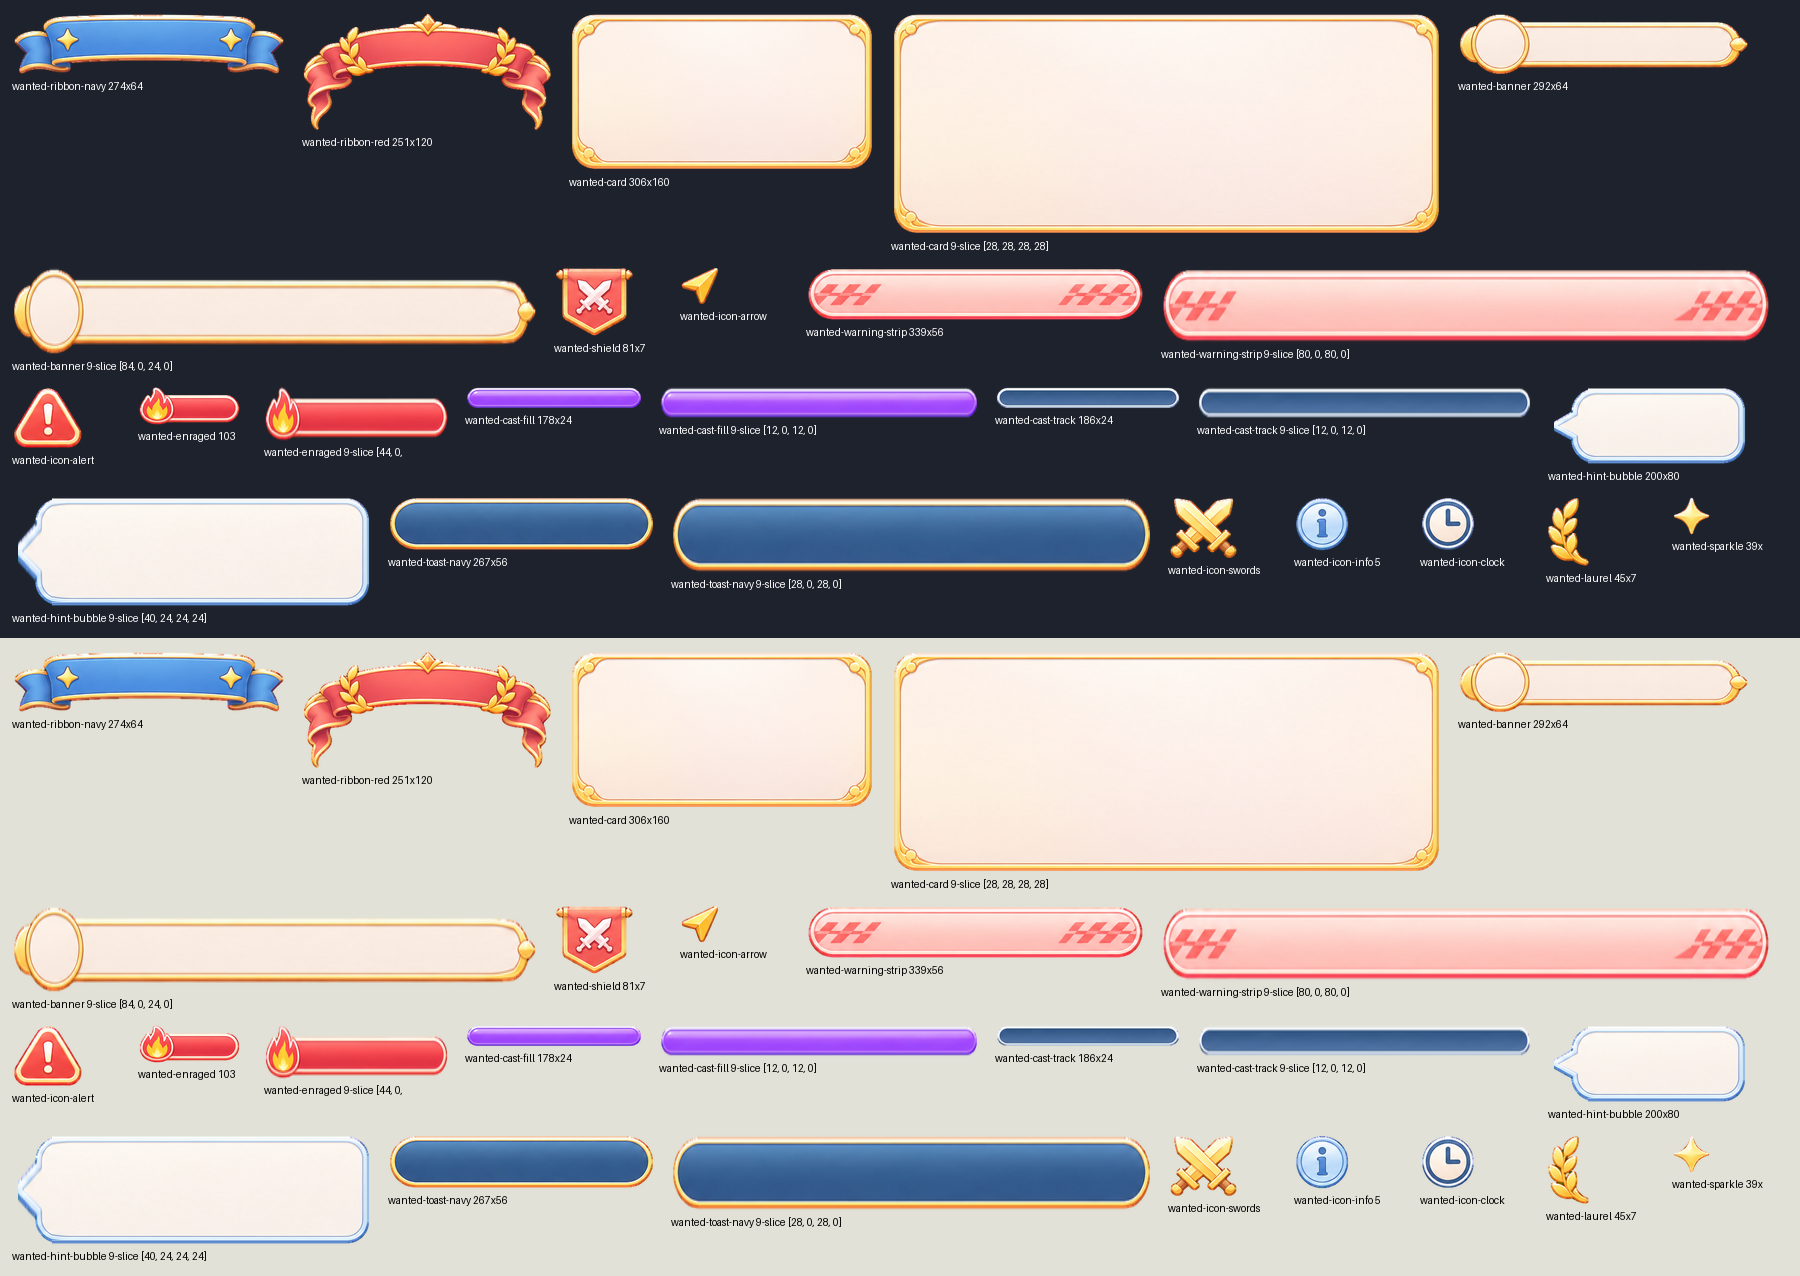 wanted-ribbon-navy 274x64
wanted-ribbon-red 251x120
wanted-card 306x160
wanted-card 9-slice [28, 28, 28, 28]
wanted-banner 292x64
wanted-banner 9-slice [84, 0, 24, 0]
wanted-shield 81x7
wanted-icon-arrow
wanted-warning-strip 339x56
wanted-warning-strip 9-slice [80, 0, 80, 0]
wanted-icon-alert
wanted-enraged 103
wanted-enraged 9-slice [44, 0,
wanted-cast-fill 178x24
wanted-cast-fill 9-slice [12, 0, 12, 0]
wanted-cast-track 186x24
wanted-cast-track 9-slice [12, 0, 12, 0]
wanted-hint-bubble 200x80
wanted-hint-bubble 9-slice [40, 24, 24, 24]
wanted-toast-navy 267x56
wanted-toast-navy 9-slice [28, 0, 28, 0]
wanted-icon-swords
wanted-icon-info 5
wanted-icon-clock
wanted-laurel 45x7
wanted-sparkle 39x
wanted-ribbon-navy 274x64
wanted-ribbon-red 251x120
wanted-card 306x160
wanted-card 9-slice [28, 28, 28, 28]
wanted-banner 292x64
wanted-banner 9-slice [84, 0, 24, 0]
wanted-shield 81x7
wanted-icon-arrow
wanted-warning-strip 339x56
wanted-warning-strip 9-slice [80, 0, 80, 0]
wanted-icon-alert
wanted-enraged 103
wanted-enraged 9-slice [44, 0,
wanted-cast-fill 178x24
wanted-cast-fill 9-slice [12, 0, 12, 0]
wanted-cast-track 186x24
wanted-cast-track 9-slice [12, 0, 12, 0]
wanted-hint-bubble 200x80
wanted-hint-bubble 9-slice [40, 24, 24, 24]
wanted-toast-navy 267x56
wanted-toast-navy 9-slice [28, 0, 28, 0]
wanted-icon-swords
wanted-icon-info 5
wanted-icon-clock
wanted-laurel 45x7
wanted-sparkle 39x